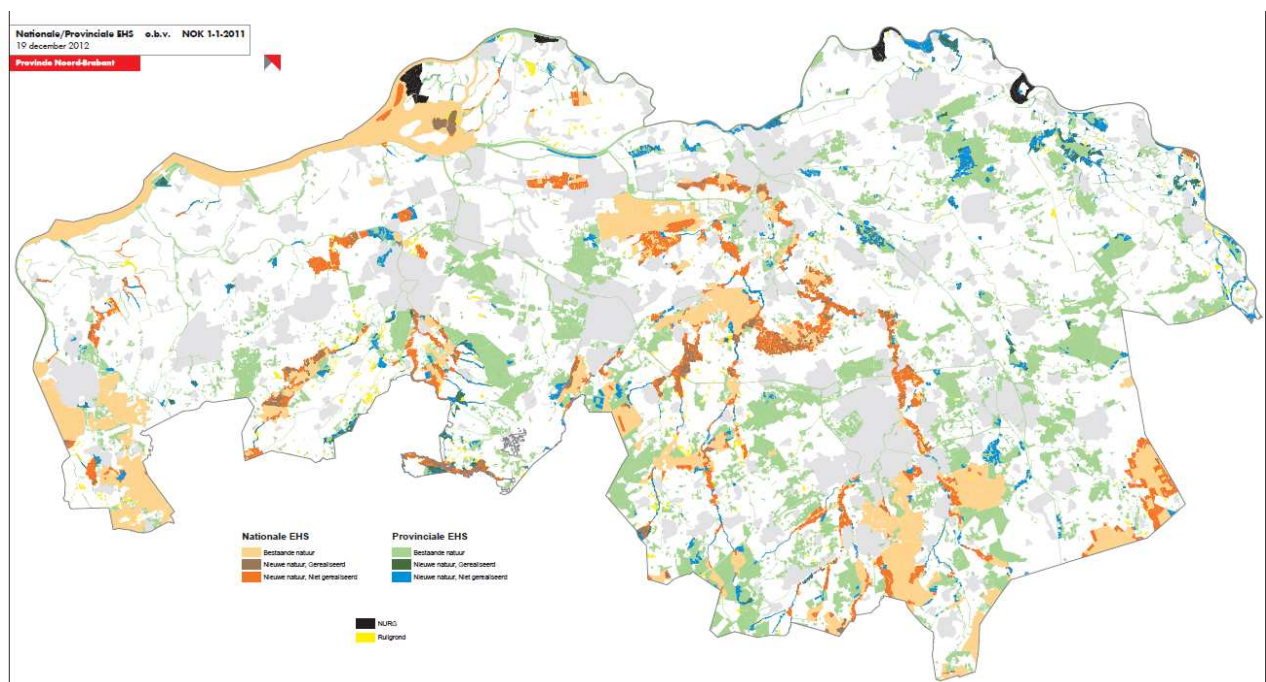 Nationale/Provinciale EHS o.b.v. NOK 1-1-2011
19 december 2012
Provincie Noord-Brabant
Nationale EHS
Bestaande natuur
Nieuwe natuur, Gerealiseerd
Nieuwe natuur, Niet gerealiseerd
Provinciale EHS
Bestaande natuur
Nieuwe natuur, Gerealiseerd
Nieuwe natuur, Niet gerealiseerd
NURG
Ruilgrond